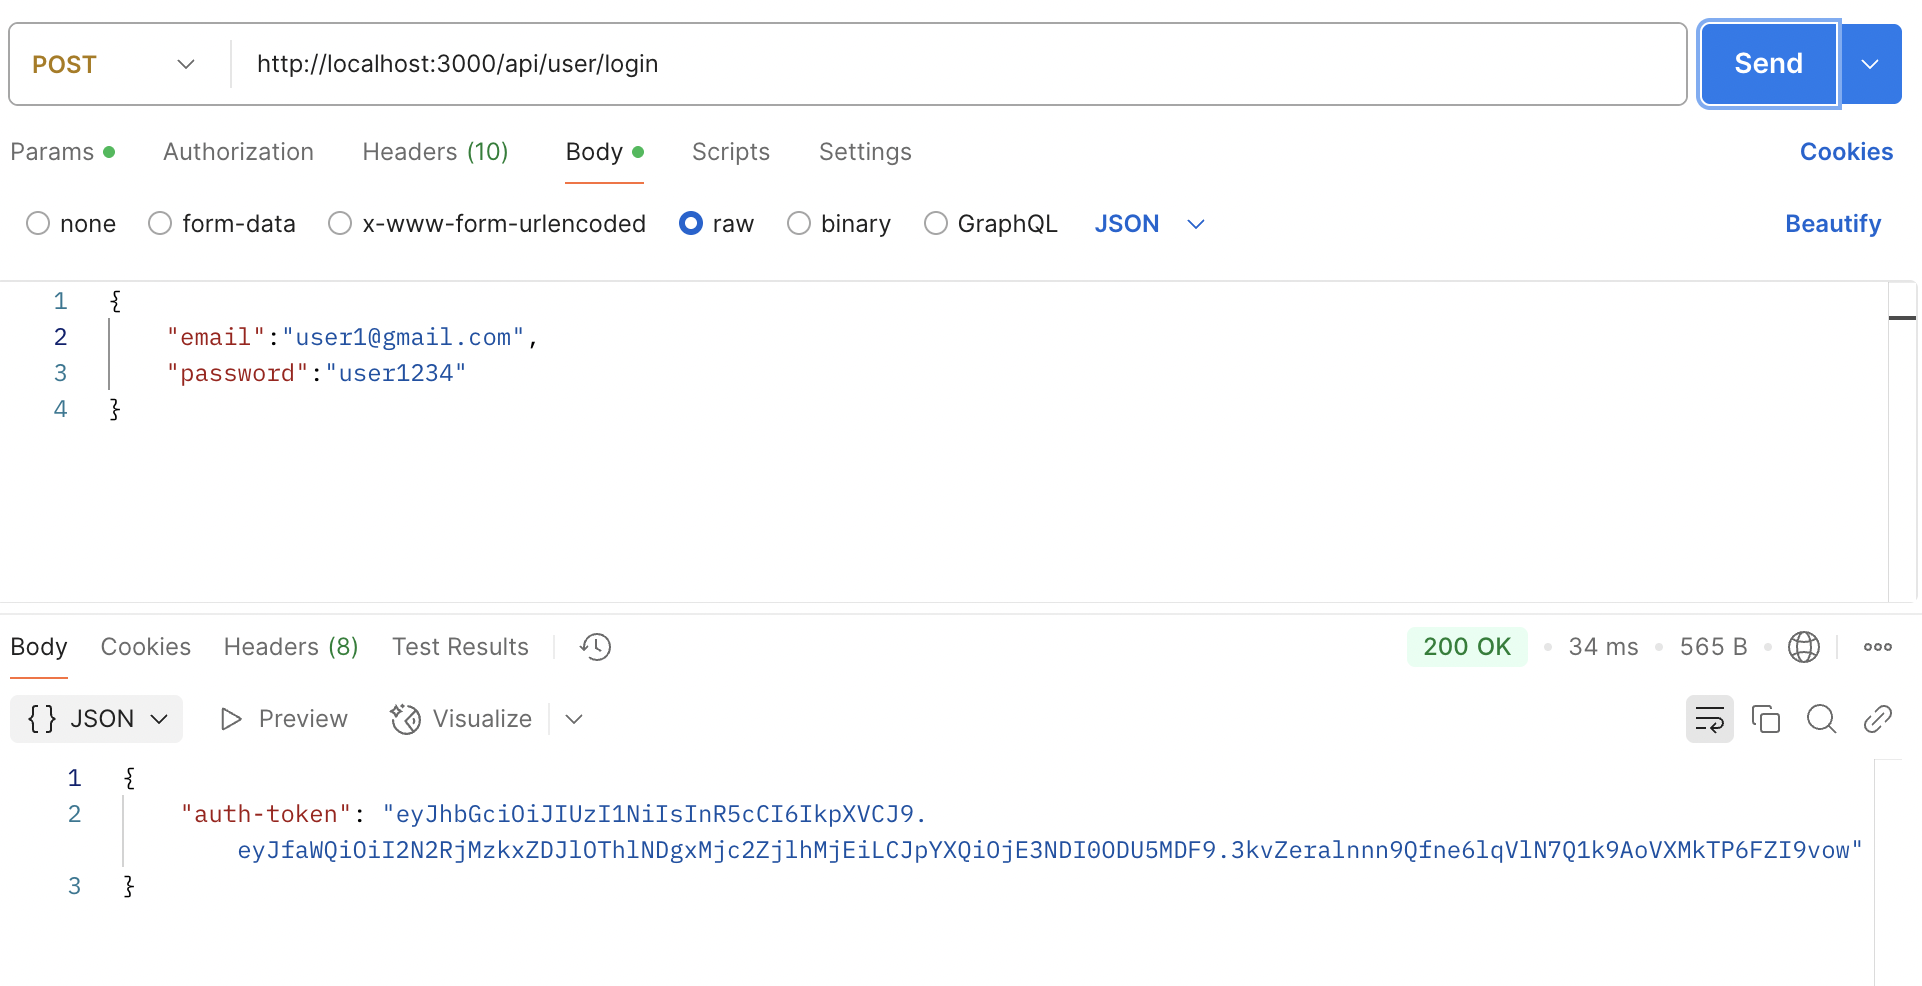 POST http://localhost:3000/api/user/login Send
Params Authorization Headers (10) Body Scripts Settings Cookies
none form-data x-www-form-urlencoded raw binary GraphQL JSON Beautify
1 {
2 "email":"user1@gmail.com",
3 "password":"user1234"
4 }
Body Cookies Headers (8) Test Results 200 OK 34 ms 565 B
{} JSON Preview Visualize
1 {
2 "auth-token": "eyJhbGciOiJIUzI1NiIsInR5cCI6IkpXVCJ9.
eyJfaWQiOiI2N2RjMzkxZDJlOThlNDgxMjc2ZjlhMjEiLCJpYXQiOjE3NDI0ODU5MDF9.3kvZeralnnn9Qfne6lqVlN7Q1k9AoVXMkTP6FZI9vow"
3 }